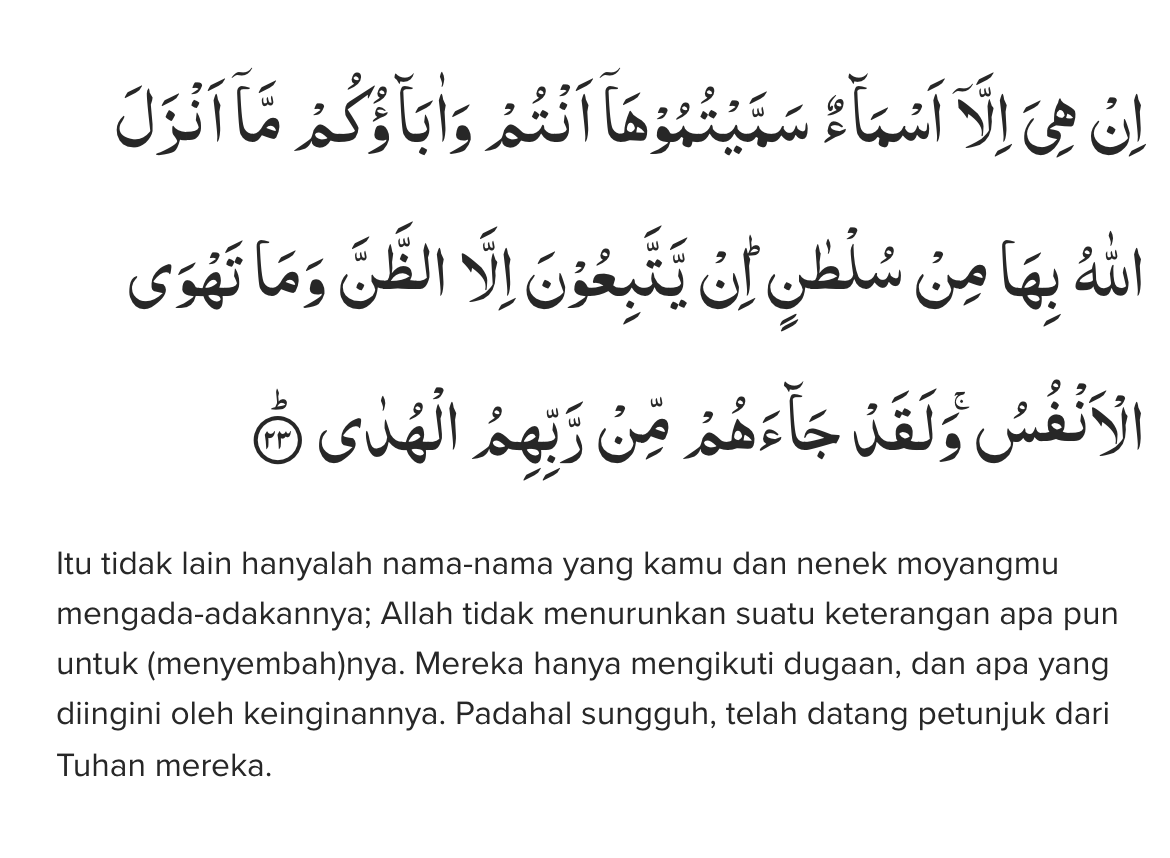 اِنْ هِيَ اِلَّآ اَسْمَاۤءٌ سَمَّيْتُمُوْهَآ اَنْتُمْ وَاٰبَاۤؤُكُمْ مَّآ اَنْزَلَ
اللّٰهُ بِهَا مِنْ سُلْطٰنٍۗ اِنْ يَّتَّبِعُوْنَ اِلَّا الظَّنَّ وَمَا تَهْوَى
الْاَنْفُسُۚ وَلَقَدْ جَاۤءَهُمْ مِّنْ رَّبِّهِمُ الْهُدٰىۗ ٢٣
Itu tidak lain hanyalah nama-nama yang kamu dan nenek moyangmu
mengada-adakannya; Allah tidak menurunkan suatu keterangan apa pun
untuk (menyembah)nya. Mereka hanya mengikuti dugaan, dan apa yang
diingini oleh keinginannya. Padahal sungguh, telah datang petunjuk dari
Tuhan mereka.